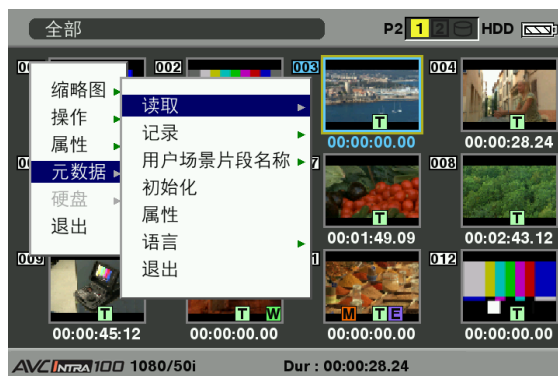 全部
P2 1 2 HDD
001 002 003 004
缩略图
操作
属性
元数据
硬盘
退出
读取
记录
用户场景片段名称
初始化
属性
语言
退出
T T
00:00:00.00 00:00:28.24
7 008
T T
00:01:49.09 00:02:43.12
009 1 012
T T W M T E T
00:00:45:12 00:00:00.00 00:00:00.00 00:00:00.00
AVC INTRA 100 1080/50i Dur : 00:00:28.24